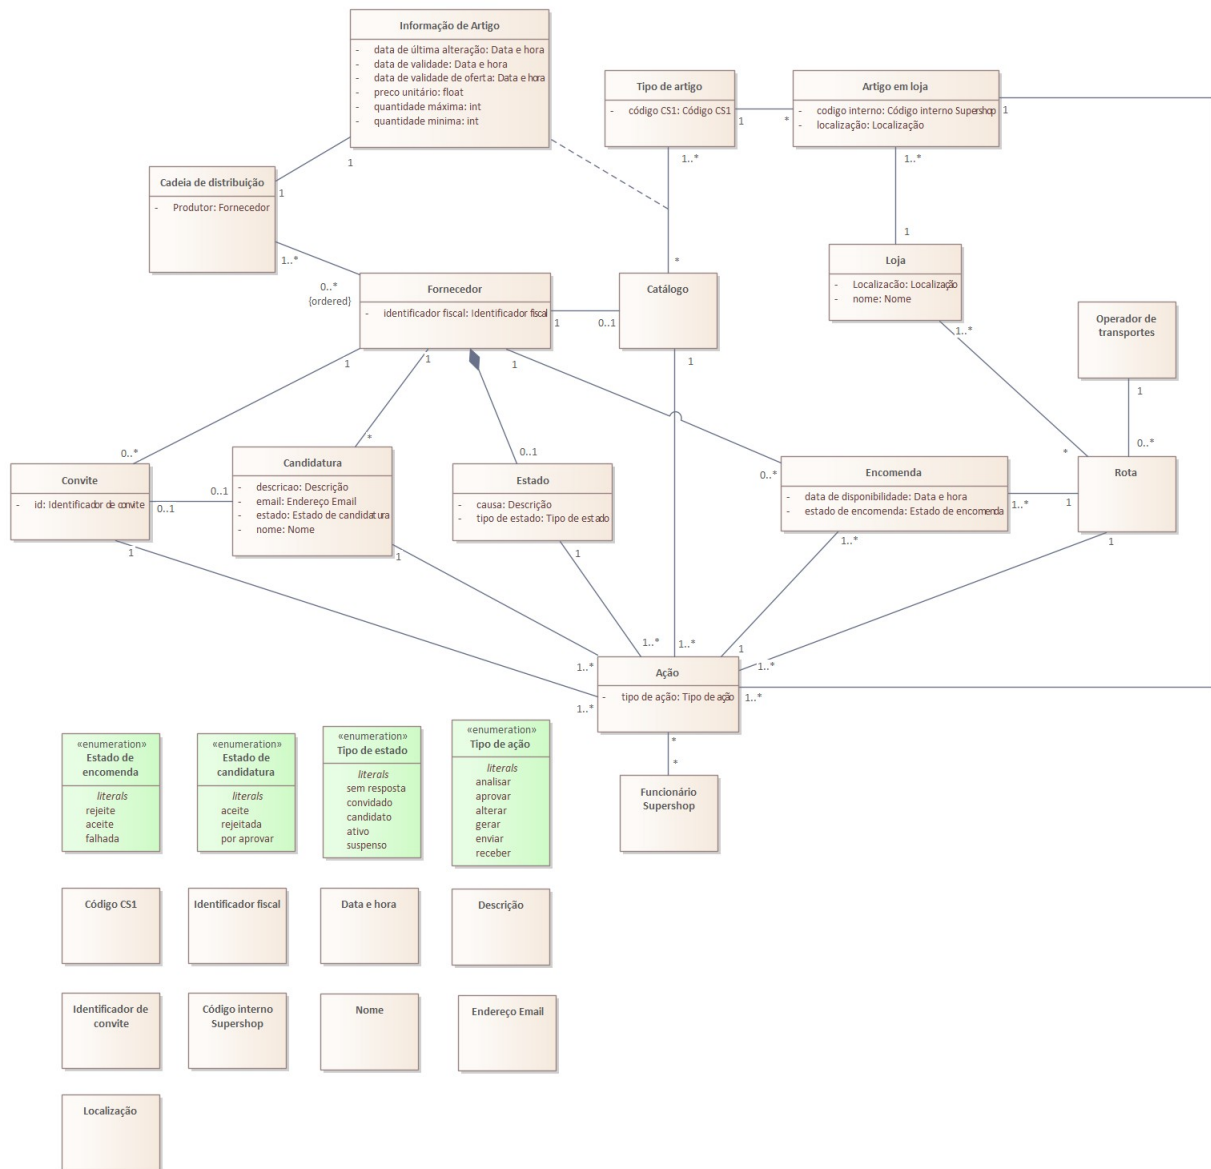 Informação de Artigo
- data de última alteração: Data e hora
- data de validade: Data e hora
- data de validade de oferta: Data e hora
- preco unitário: float
- quantidade máxima: int
- quantidade minima: int
Tipo de artigo
- código CS1: Código CS1
Artigo em loja
- codigo interno: Código interno Supershop
- localização: Localização
1
1
*
1
1..*
1..*
1
1
Cadeia de distribuição
- Produtor: Fornecedor
1..*
0..*
{ordered}
1
*
Fornecedor
- identificador fiscal: Identificador fiscal
1
0..1
Catálogo
Loja
- Localizacão: Localização
- nome: Nome
1..*
Operador de
transportes
1
1
1
1
1
0..*
*
0..1
0..*
*
0..*
Convite
- id: Identificador de convite
0..1
0..1
Candidatura
- descricao: Descrição
- email: Endereço Email
- estado: Estado de candidatura
- nome: Nome
Estado
- causa: Descrição
- tipo de estado: Tipo de estado
Encomenda
- data de disponibilidade: Data e hora
- estado de encomenda: Estado de encomenda
1..*
1
Rota
1
1
1
1..*
1
1..*
1..*
1..*
1
1..*
1..*
1..*
Ação
- tipo de ação: Tipo de ação
*
*
Funcionário
Supershop
«enumeration»
Estado de
encomenda
literals
rejeite
aceite
falhada
«enumeration»
Estado de
candidatura
literals
aceite
rejeitada
por aprovar
«enumeration»
Tipo de estado
literals
sem resposta
convidado
candidato
ativo
suspenso
«enumeration»
Tipo de ação
literals
analisar
aprovar
alterar
gerar
enviar
receber
Código CS1
Identificador fiscal
Data e hora
Descrição
Identificador de
convite
Código interno
Supershop
Nome
Endereço Email
Localização